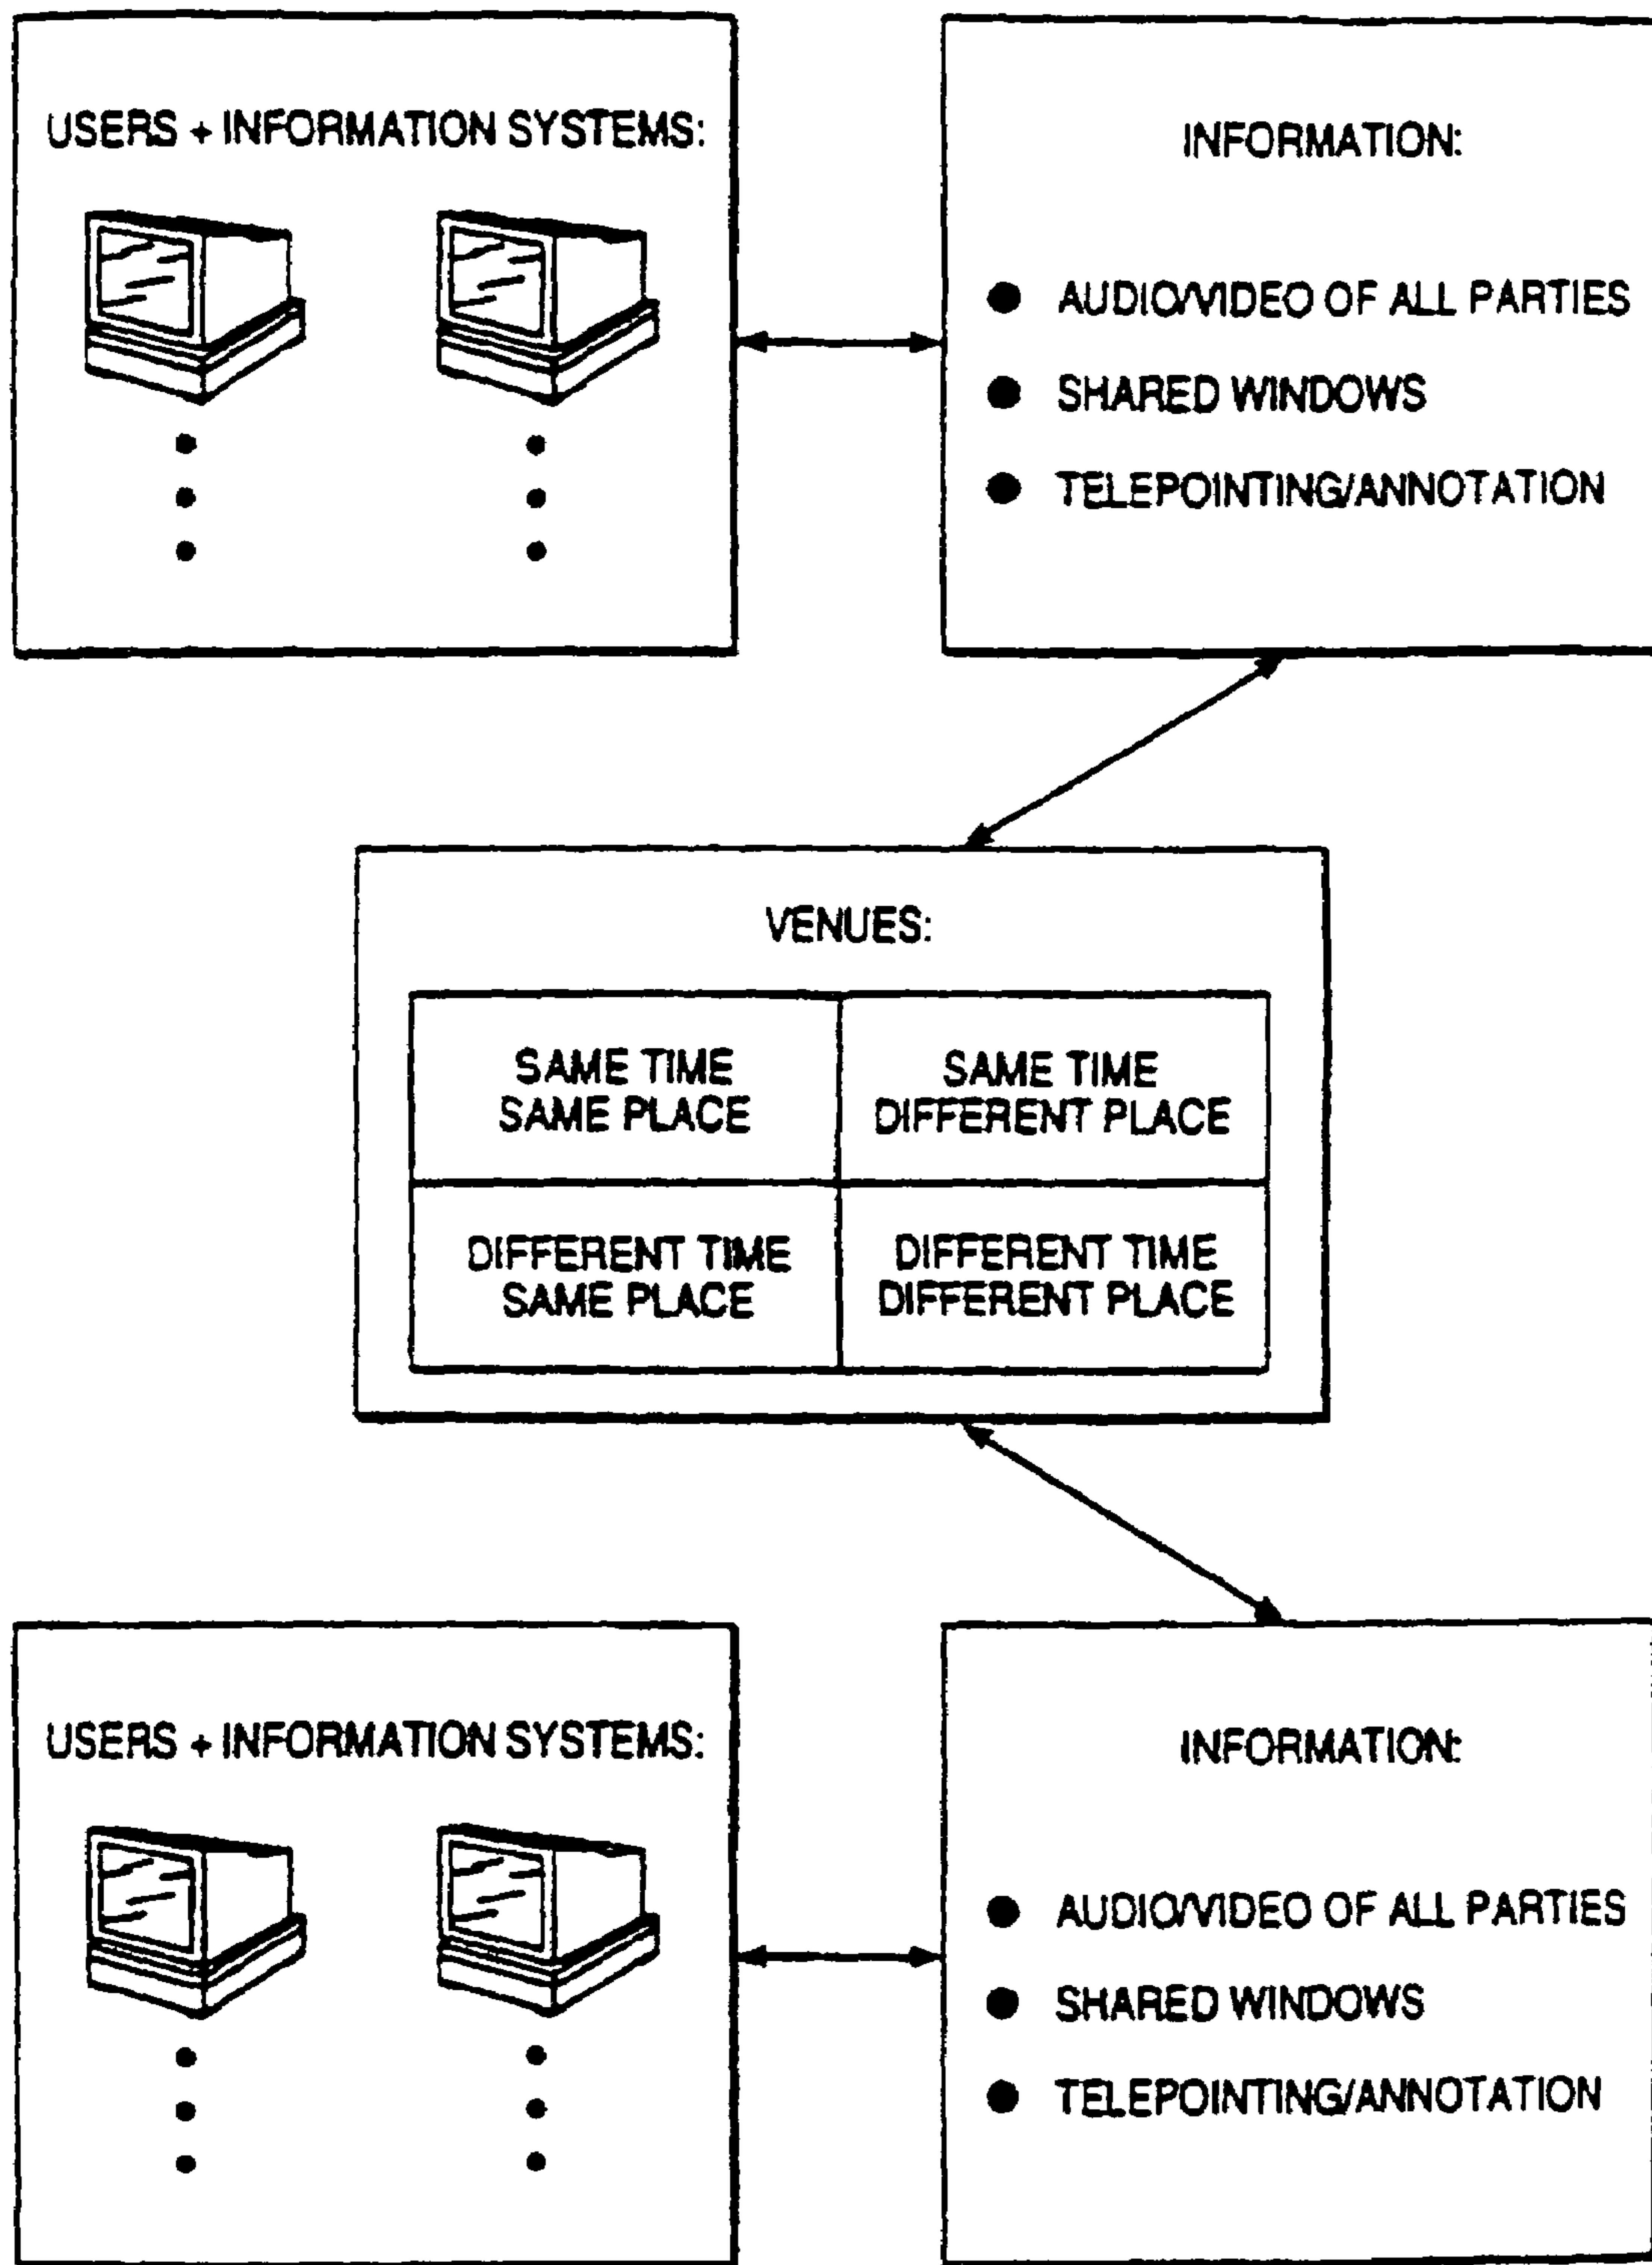 USERS + INFORMATION SYSTEMS:
INFORMATION:
AUDIO/VIDEO OF ALL PARTIES
SHARED WINDOWS
TELEPOINTING/ANNOTATION
VENUES:
SAME TIME
SAME PLACE
SAME TIME
DIFFERENT PLACE
DIFFERENT TIME
SAME PLACE
DIFFERENT TIME
DIFFERENT PLACE
USERS + INFORMATION SYSTEMS:
INFORMATION:
AUDIO/VIDEO OF ALL PARTIES
SHARED WINDOWS
TELEPOINTING/ANNOTATION